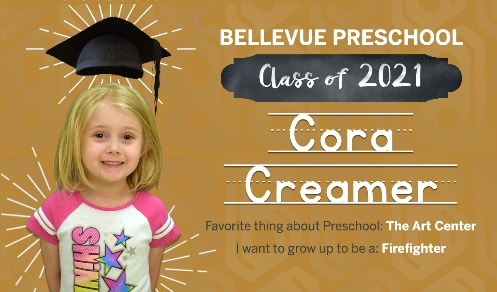 BELLEVUE PRESCHOOL
Class of 2021
Cora
Creamer
Favorite thing about Preschool: The Art Center
I want to grow up to be a: Firefighter